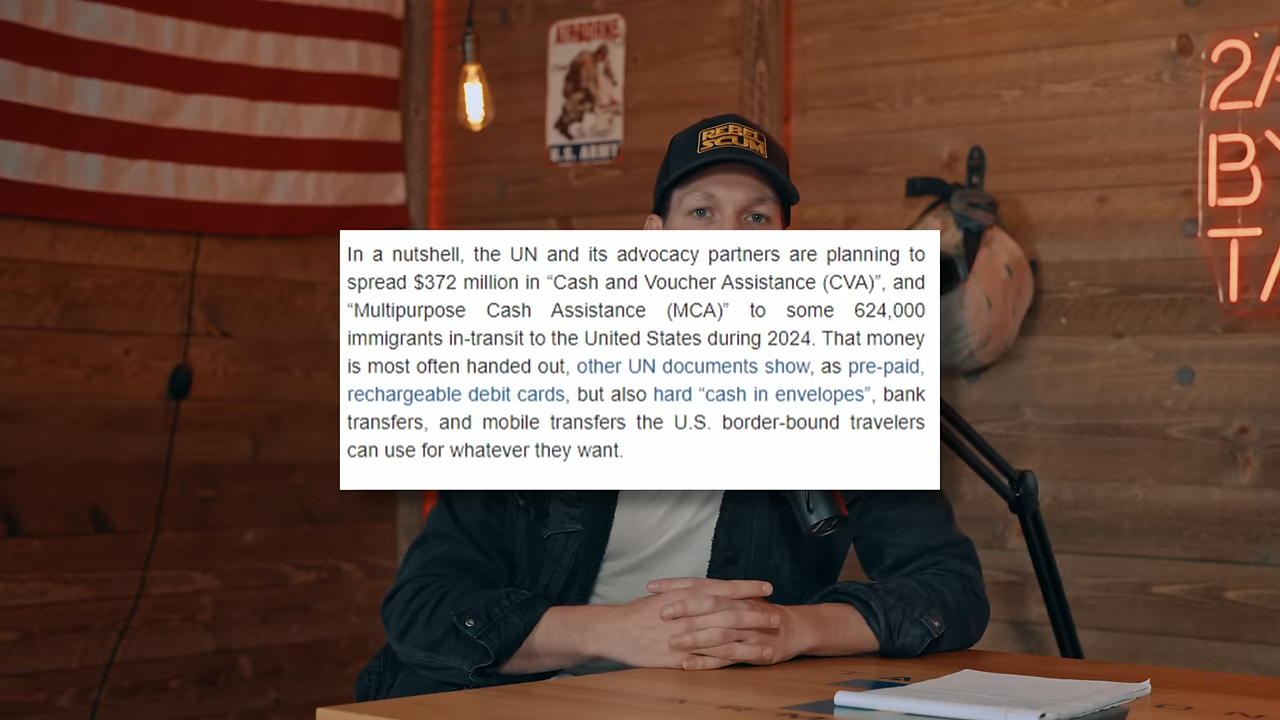 AIRBORNE
U.S. ARMY
REBEL
SCUM
2A
BY
TA
In a nutshell, the UN and its advocacy partners are planning to
spread $372 million in “Cash and Voucher Assistance (CVA)”, and
“Multipurpose Cash Assistance (MCA)” to some 624,000
immigrants in-transit to the United States during 2024. That money
is most often handed out, other UN documents show, as pre-paid,
rechargeable debit cards, but also hard “cash in envelopes”, bank
transfers, and mobile transfers the U.S. border-bound travelers
can use for whatever they want.